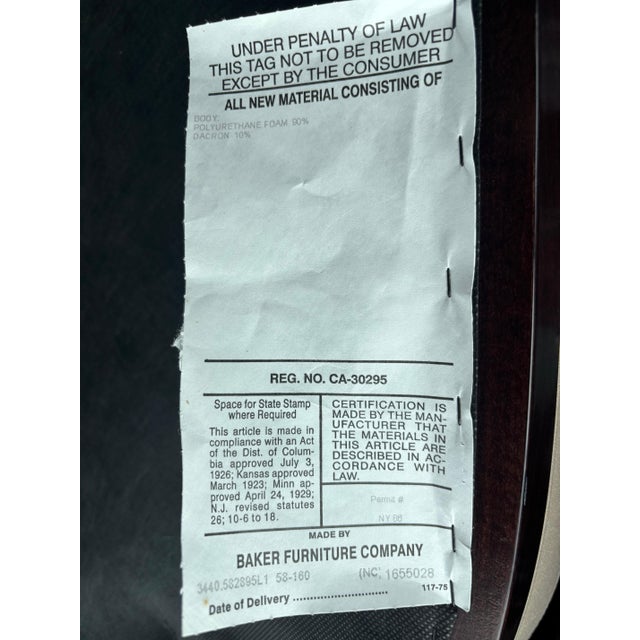 UNDER PENALTY OF LAW
THIS TAG NOT TO BE REMOVED
EXCEPT BY THE CONSUMER
ALL NEW MATERIAL CONSISTING OF
BODY:
POLYURETHANE FOAM 90%
DACRON 10%
REG. NO. CA-30295
Space for State Stamp
where Required
This article is made in
compliance with an Act
of the Dist. of Colum-
bia approved July 3,
1926; Kansas approved
March 1923; Minn ap-
proved April 24, 1929;
N.J. revised statutes
26; 10-6 to 18.
CERTIFICATION IS
MADE BY THE MAN-
UFACTURER THAT
THE MATERIALS IN
THIS ARTICLE ARE
DESCRIBED IN AC-
CORDANCE WITH
LAW.
Permit #
NY 86
MADE BY
BAKER FURNITURE COMPANY
3440.582895L1 58-160 (NC) 1655028
117-75
Date of Delivery ........................